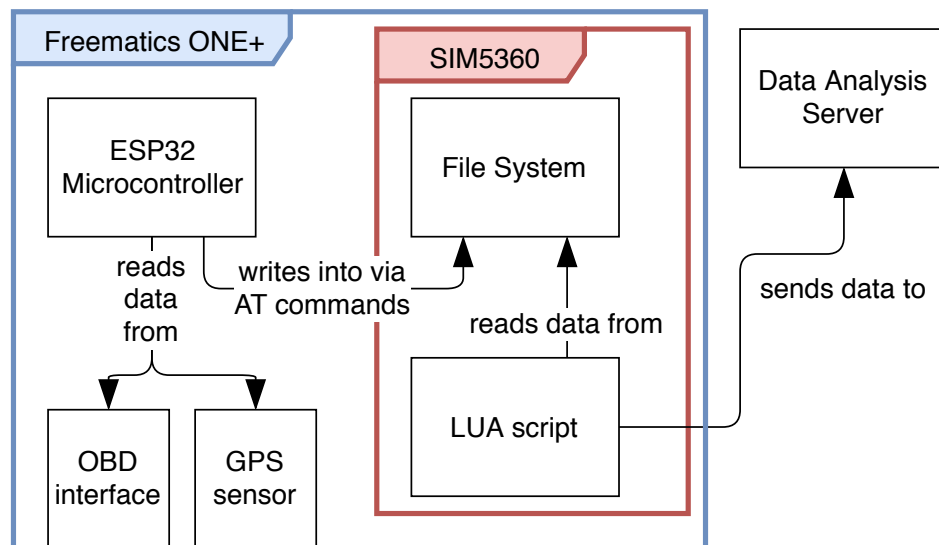 Freematics ONE+
SIM5360
Data Analysis
Server
ESP32
Microcontroller
File System
reads
data
from
writes into via
AT commands
reads data from
sends data to
LUA script
OBD
interface
GPS
sensor